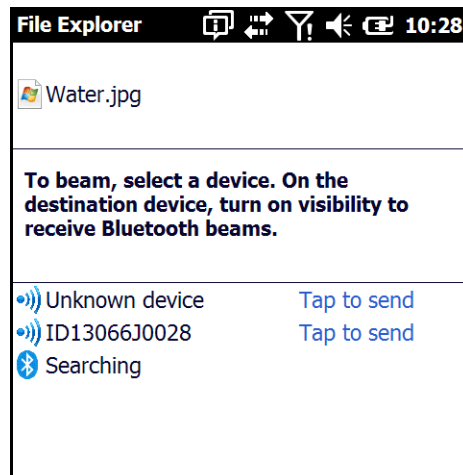 File Explorer 10:28
Water.jpg
To beam, select a device. On the
destination device, turn on visibility to
receive Bluetooth beams.
Unknown device Tap to send
ID13066J0028 Tap to send
Searching